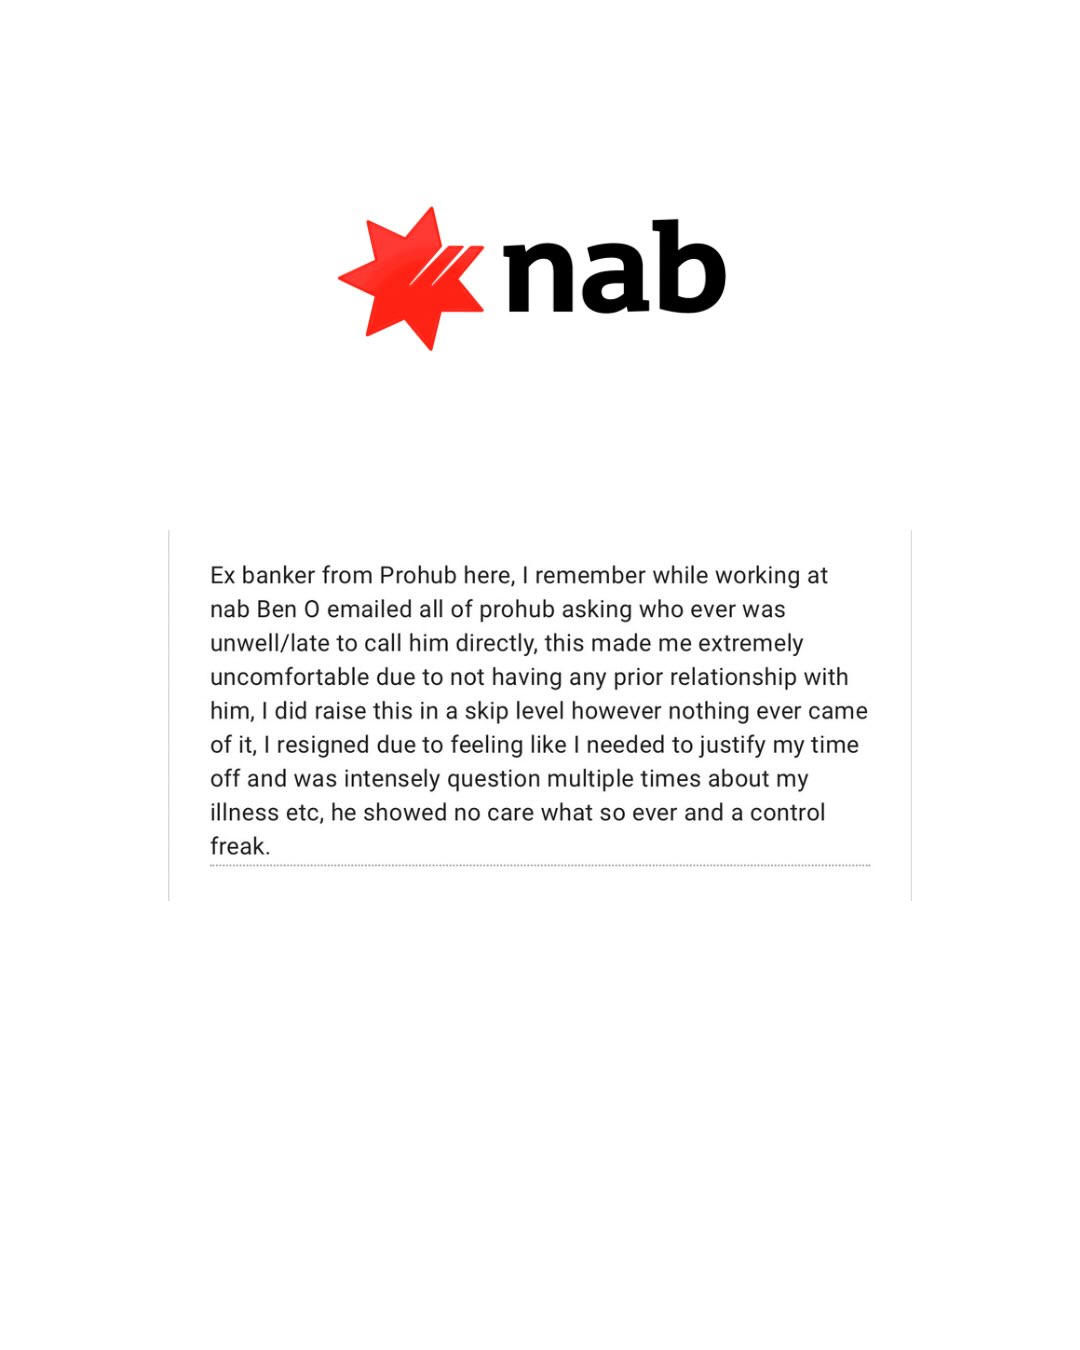 nab
Ex banker from Prohub here, I remember while working at
nab Ben O emailed all of prohub asking who ever was
unwell/late to call him directly, this made me extremely
uncomfortable due to not having any prior relationship with
him, I did raise this in a skip level however nothing ever came
of it, I resigned due to feeling like I needed to justify my time
off and was intensely question multiple times about my
illness etc, he showed no care what so ever and a control
freak.